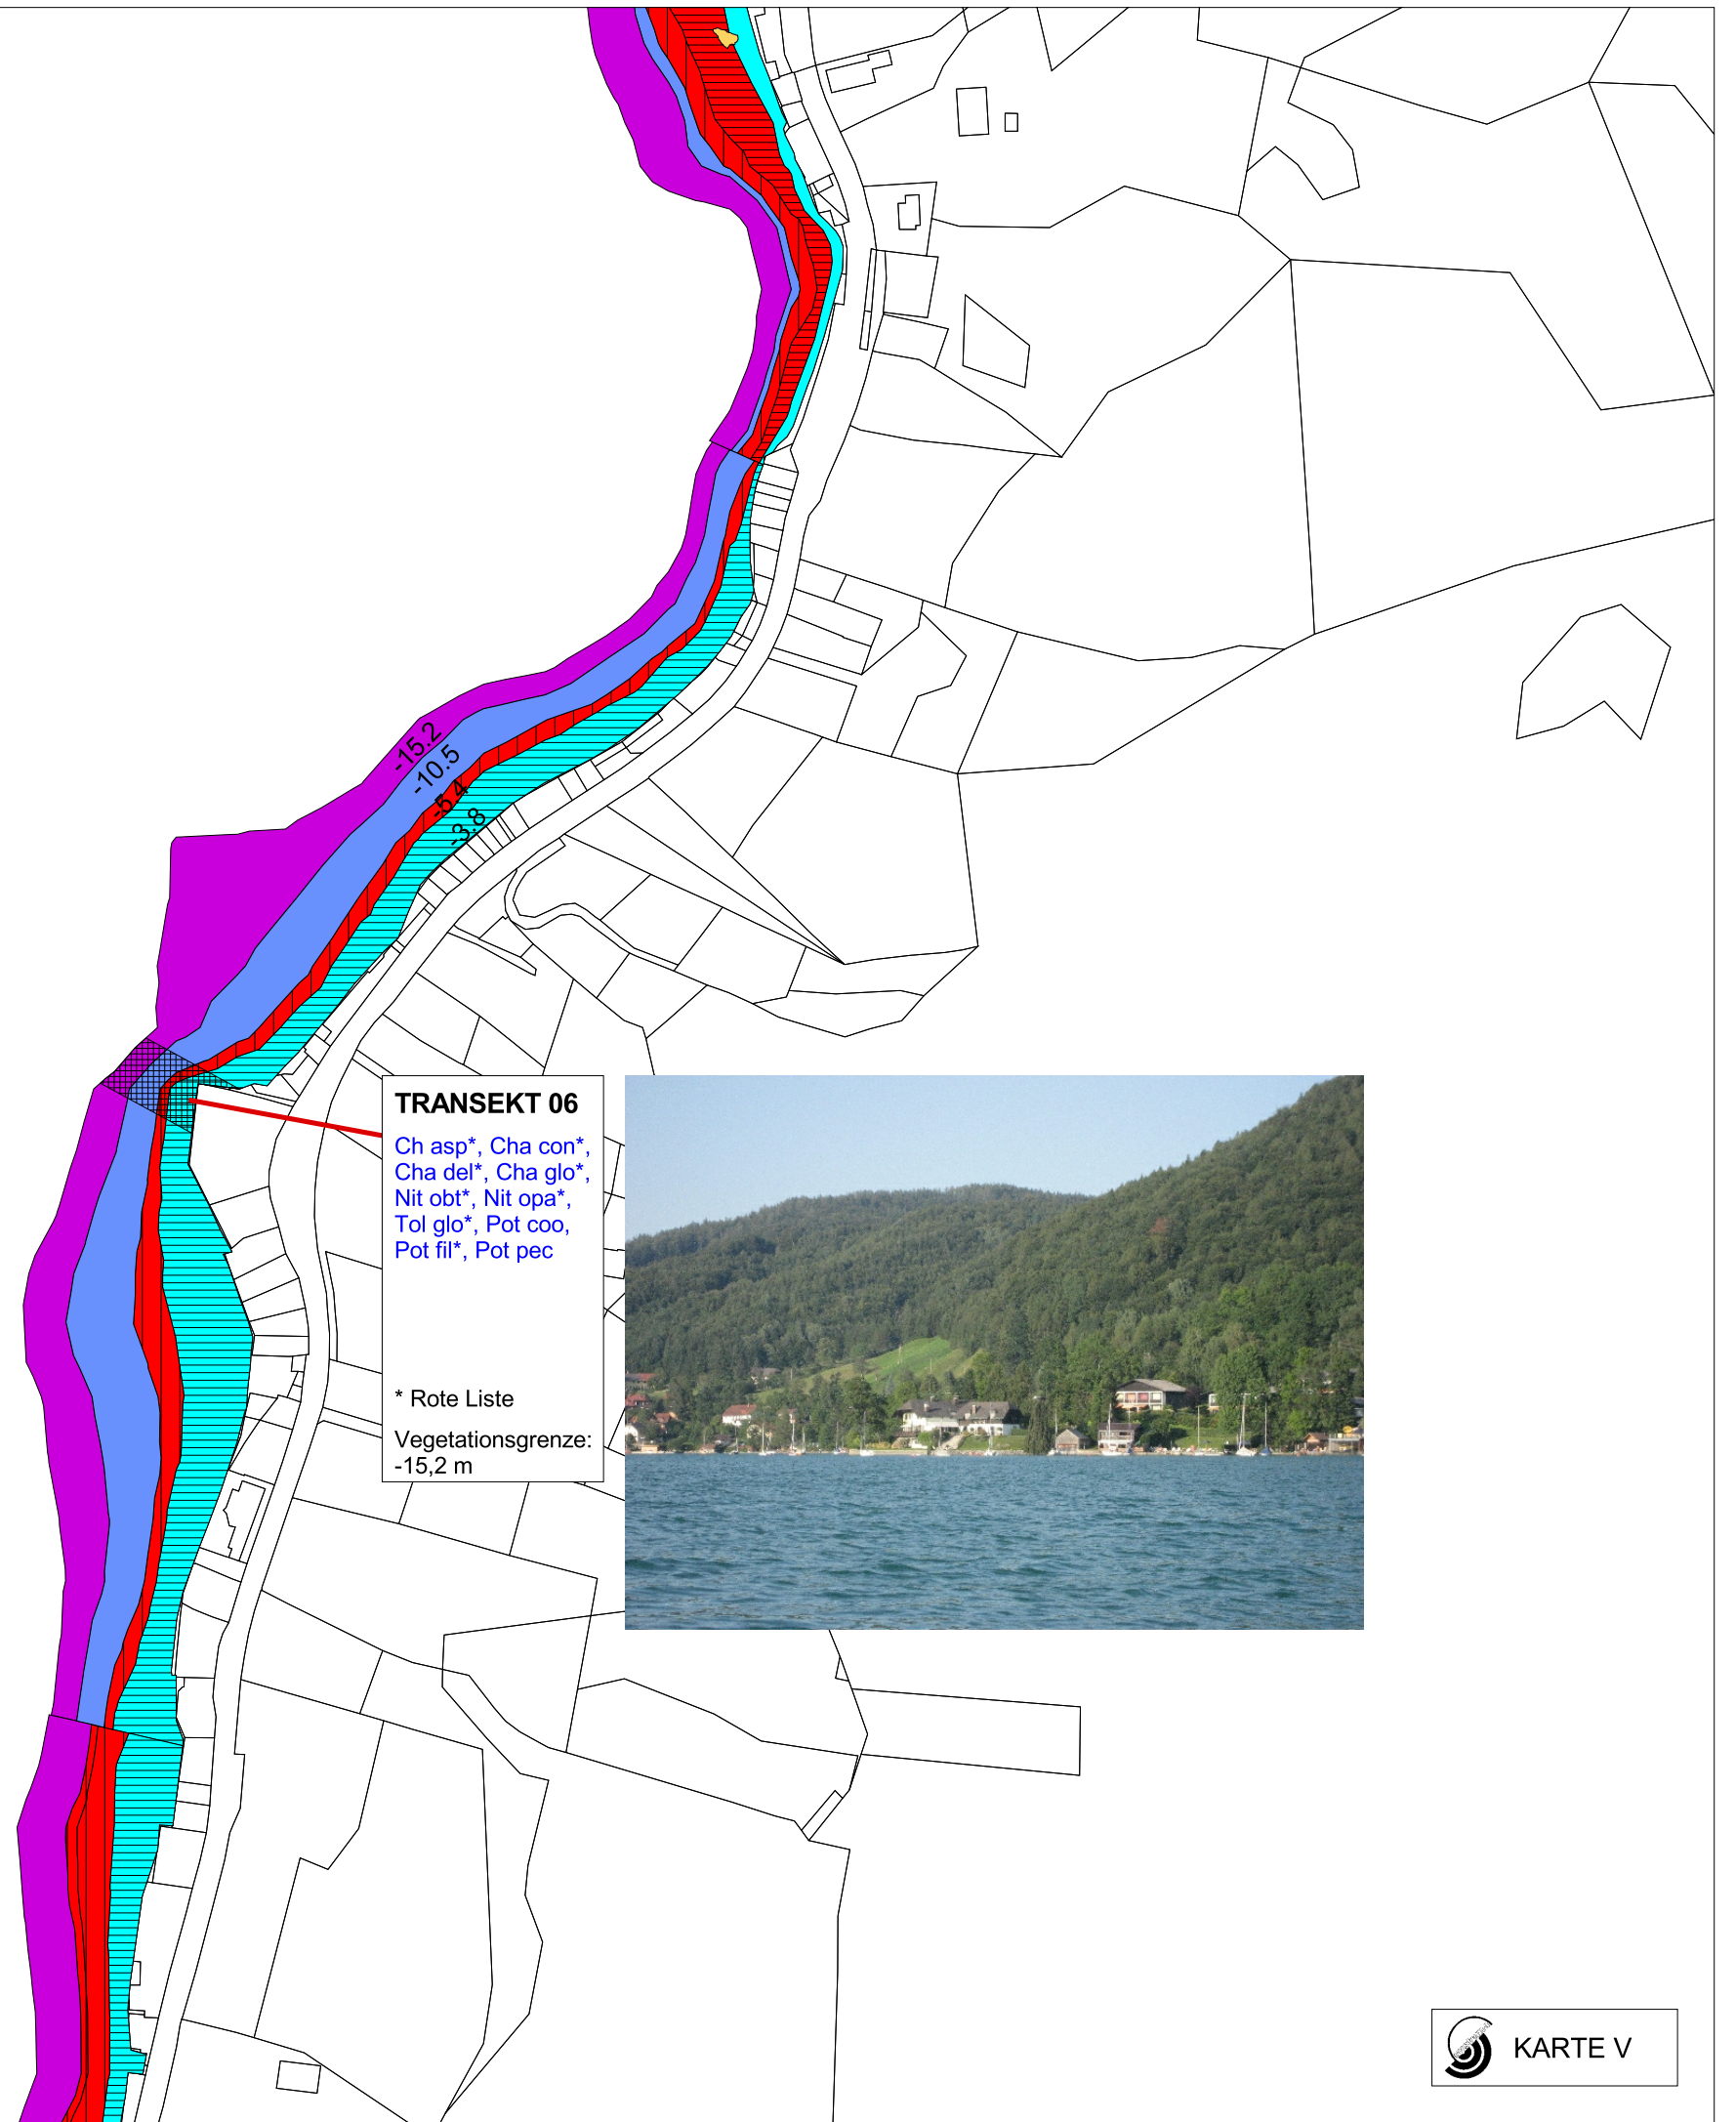 -15.2
-10.5
-5.4
-3.8
TRANSEKT 06
Ch asp*, Cha con*,
Cha del*, Cha glo*,
Nit obt*, Nit opa*,
Tol glo*, Pot coo,
Pot fil*, Pot pec
* Rote Liste
Vegetationsgrenze:
-15,2 m
KARTE V